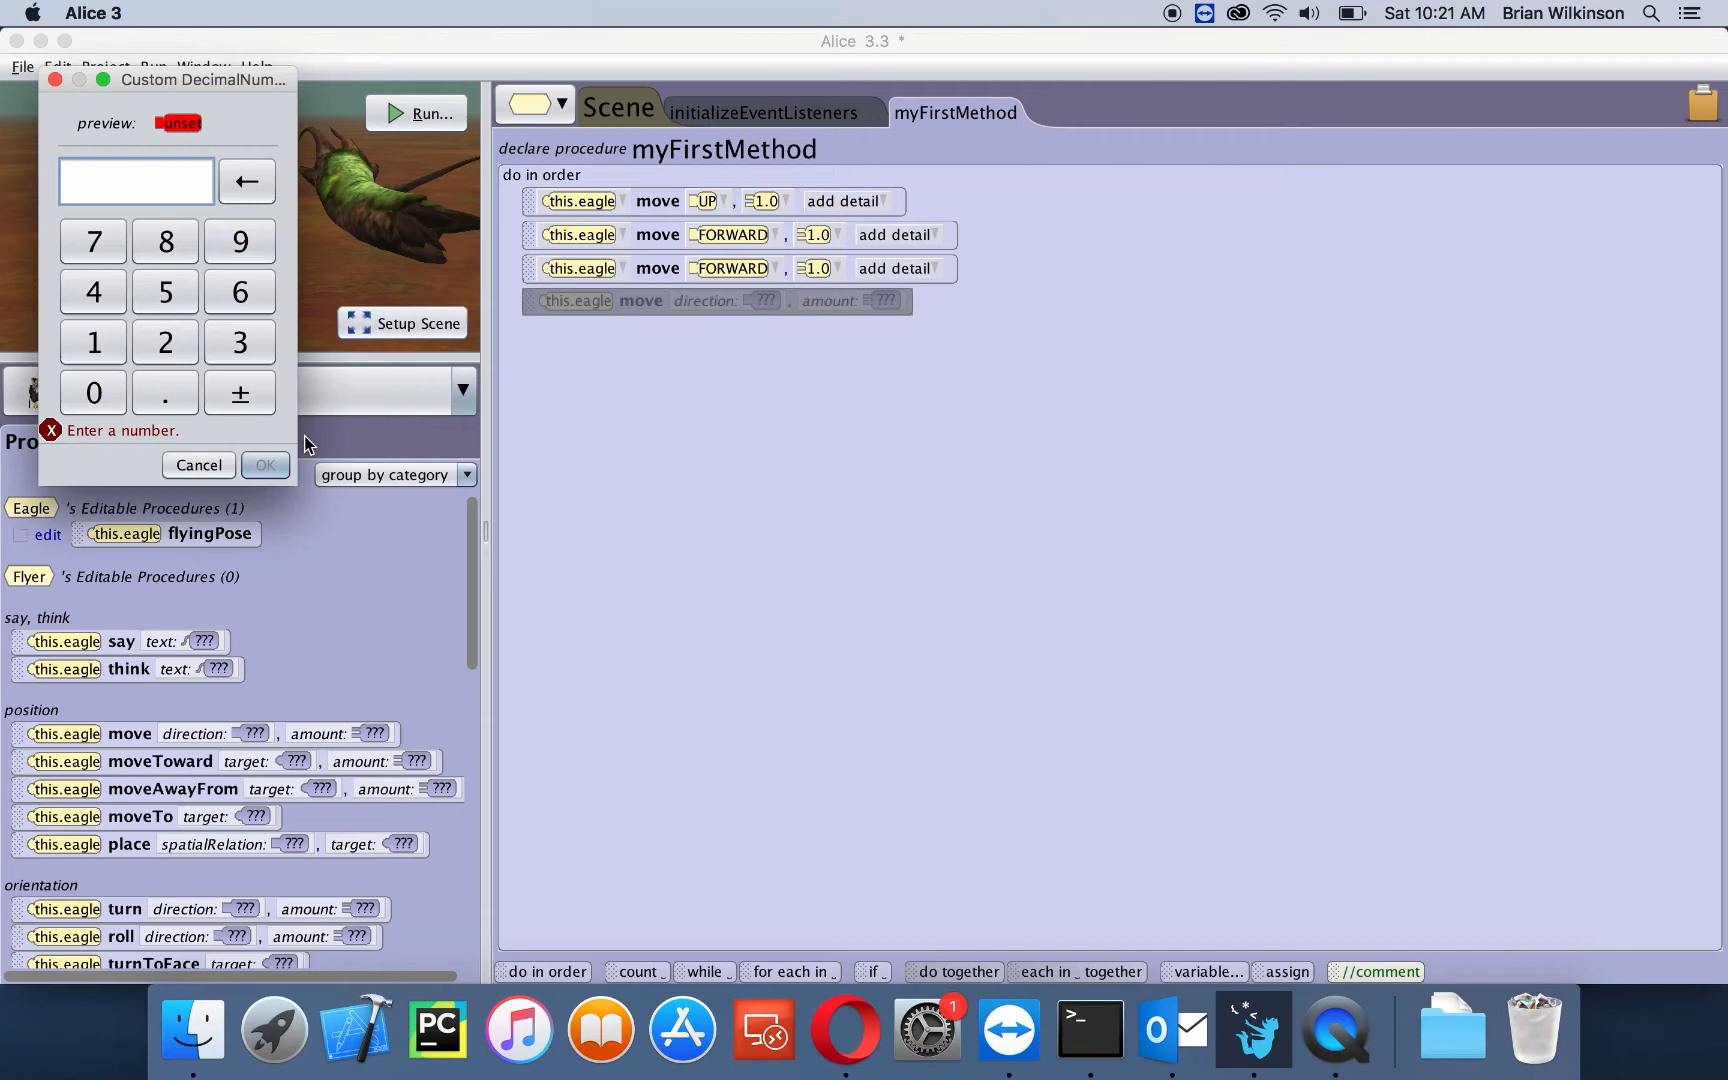 Alice 3
Sat 10:21 AM
Brian Wilkinson
Alice 3.3 *
File Edit Project Run Window Help
Custom DecimalNum...
preview: unset
←
7 8 9
4 5 6
1 2 3
0 . ±
X Enter a number.
Cancel OK
Run...
Setup Scene
group by category
Eagle 's Editable Procedures (1)
edit this.eagle flyingPose
Flyer 's Editable Procedures (0)
say, think
this.eagle say text: ???
this.eagle think text: ???
position
this.eagle move direction: ??? , amount: ???
this.eagle moveToward target: ??? , amount: ???
this.eagle moveAwayFrom target: ??? , amount: ???
this.eagle moveTo target: ???
this.eagle place spatialRelation: ??? , target: ???
orientation
this.eagle turn direction: ??? , amount: ???
this.eagle roll direction: ??? , amount: ???
this.eagle turnToFace target: ???
Scene initializeEventListeners myFirstMethod
declare procedure myFirstMethod
do in order
this.eagle move UP , 1.0 add detail
this.eagle move FORWARD , 1.0 add detail
this.eagle move FORWARD , 1.0 add detail
this.eagle move direction: ??? , amount: ???
do in order count _ while _ for each in _ if _ do together each in _ together variable... assign //comment
PC
1
>_
O